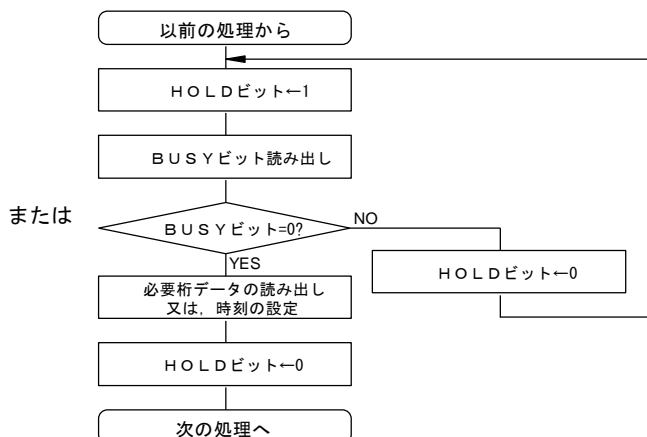 以前の処理から
ＨＯＬＤビット←1
ＢＵＳＹビット読み出し
または
ＢＵＳＹビット=0?
NO
YES
ＨＯＬＤビット←0
必要桁データの読み出し
又は，時刻の設定
ＨＯＬＤビット←0
次の処理へ